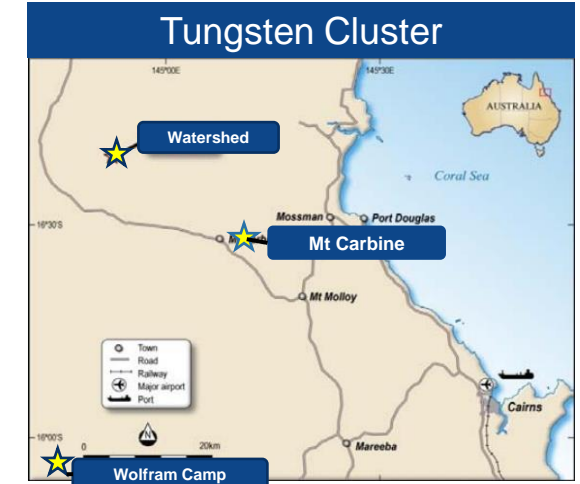 Tungsten Cluster
145°00'E
145°30'E
AUSTRALIA
Watershed
Coral Sea
Mossman
Port Douglas
16°30'S
Mt Carbine
Mt Molloy
Town
Road
Railway
Major airport
Port
N
Cairns
16°00'S
0 20km
Mareeba
Wolfram Camp